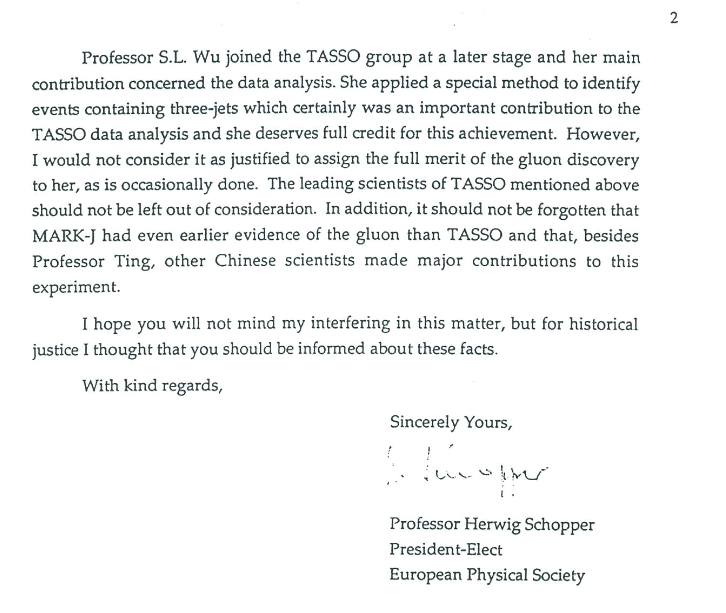 2
Professor S.L. Wu joined the TASSO group at a later stage and her main
contribution concerned the data analysis. She applied a special method to identify
events containing three-jets which certainly was an important contribution to the
TASSO data analysis and she deserves full credit for this achievement. However,
I would not consider it as justified to assign the full merit of the gluon discovery
to her, as is occasionally done. The leading scientists of TASSO mentioned above
should not be left out of consideration. In addition, it should not be forgotten that
MARK-J had even earlier evidence of the gluon than TASSO and that, besides
Professor Ting, other Chinese scientists made major contributions to this
experiment.
I hope you will not mind my interfering in this matter, but for historical
justice I thought that you should be informed about these facts.
With kind regards,
Sincerely Yours,
Professor Herwig Schopper
President-Elect
European Physical Society